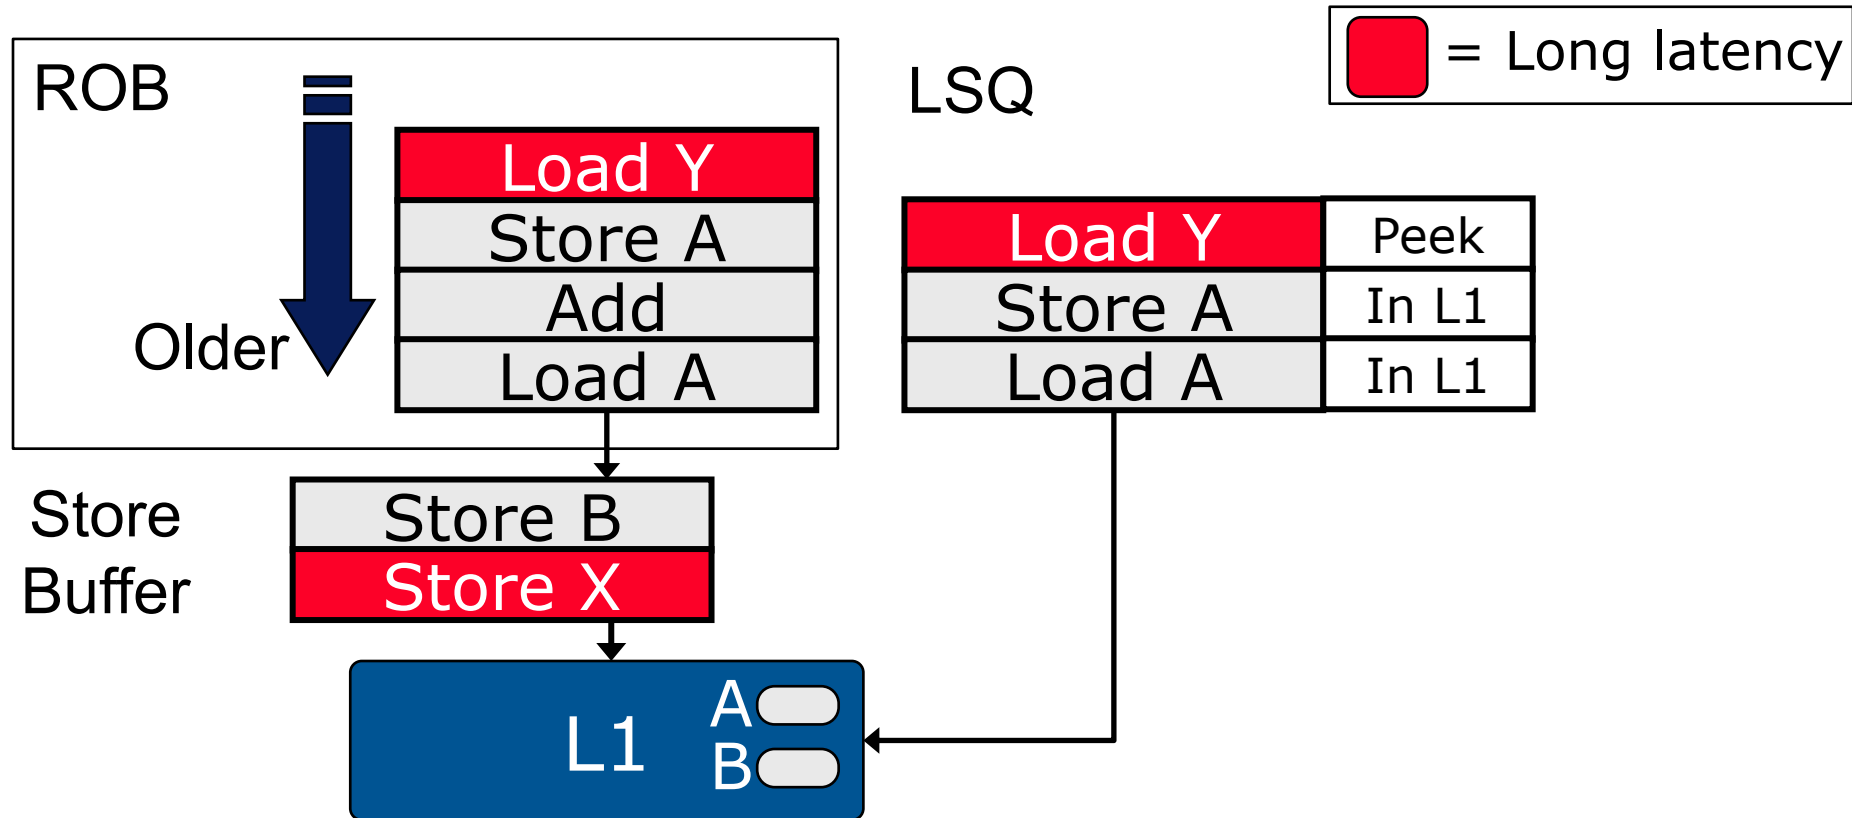 ROB
LSQ
= Long latency
Load Y
Store A
Add
Load A
Older
Load Y
Peek
Store A
In L1
Load A
In L1
Store
Buffer
Store B
Store X
L1
A
B